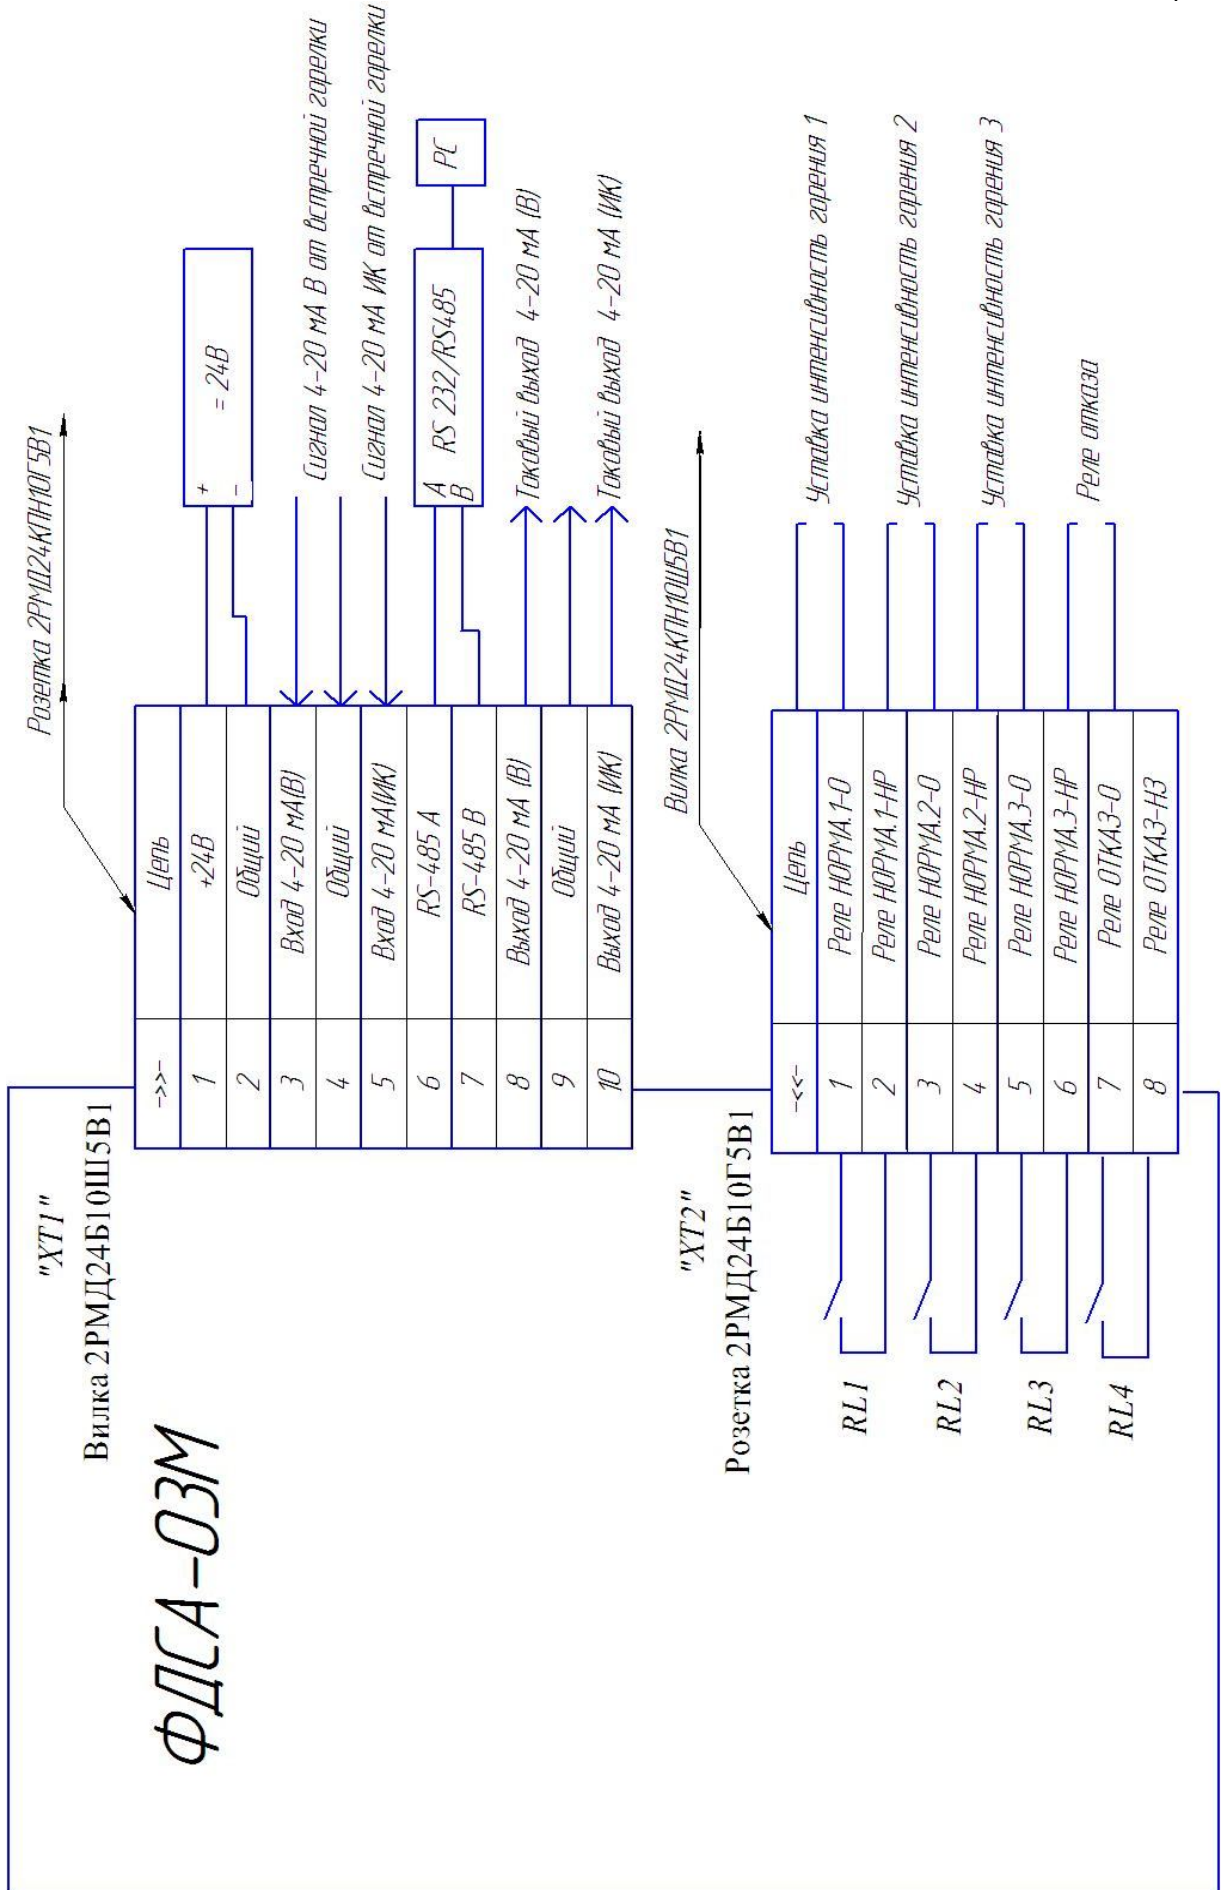 ФДСА-03М
"XT1"
Вилка 2РМД24Б10Ш5В1
Розетка 2РМД24КПН10Г5В1
->>- Цепь
1 +24В
2 Общий
3 Вход 4-20 мА(В)
4 Общий
5 Вход 4-20 мА(ИК)
6 RS-485 A
7 RS-485 B
8 Выход 4-20 мА (В)
9 Общий
10 Выход 4-20 мА (ИК)
+
-
= 24В
Сигнал 4-20 мА В от встречной горелки
Сигнал 4-20 мА ИК от встречной горелки
A
B
RS 232/RS485
PC
Токовый выход 4-20 мА (В)
Токовый выход 4-20 мА (ИК)
"XT2"
Розетка 2РМД24Б10Г5В1
Вилка 2РМД24КПН10Ш5В1
-<<- Цепь
1 Реле НОРМА.1-О
2 Реле НОРМА.1-НР
3 Реле НОРМА.2-О
4 Реле НОРМА.2-НР
5 Реле НОРМА.3-О
6 Реле НОРМА.3-НР
7 Реле ОТКАЗ-О
8 Реле ОТКАЗ-НЗ
RL1
RL2
RL3
RL4
Уставка интенсивность горения 1
Уставка интенсивность горения 2
Уставка интенсивность горения 3
Реле отказа